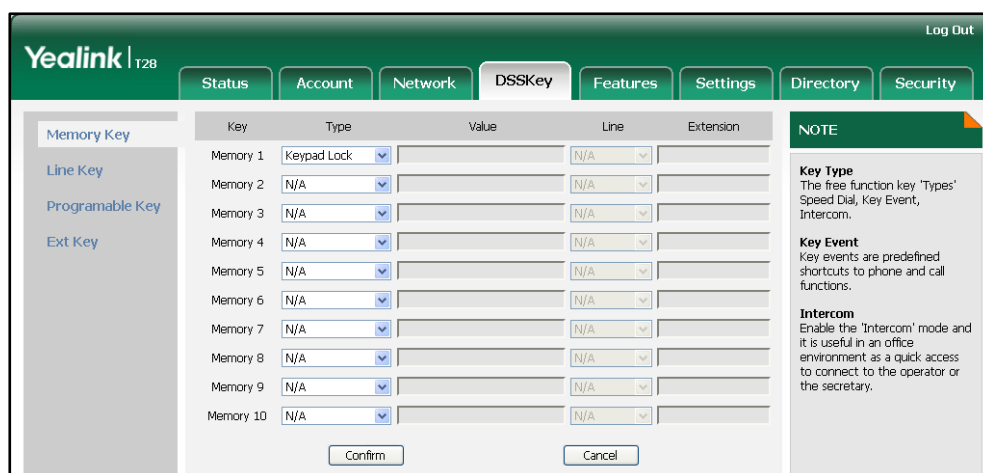 Log Out
Yealink | T28
Status Account Network DSSKey Features Settings Directory Security
Memory Key
Line Key
Programable Key
Ext Key
Key Type Value Line Extension
Memory 1 Keypad Lock N/A
Memory 2 N/A N/A
Memory 3 N/A N/A
Memory 4 N/A N/A
Memory 5 N/A N/A
Memory 6 N/A N/A
Memory 7 N/A N/A
Memory 8 N/A N/A
Memory 9 N/A N/A
Memory 10 N/A N/A
Confirm Cancel
NOTE
Key Type
The free function key 'Types'
Speed Dial, Key Event,
Intercom.
Key Event
Key events are predefined
shortcuts to phone and call
functions.
Intercom
Enable the 'Intercom' mode and
it is useful in an office
environment as a quick access
to connect to the operator or
the secretary.